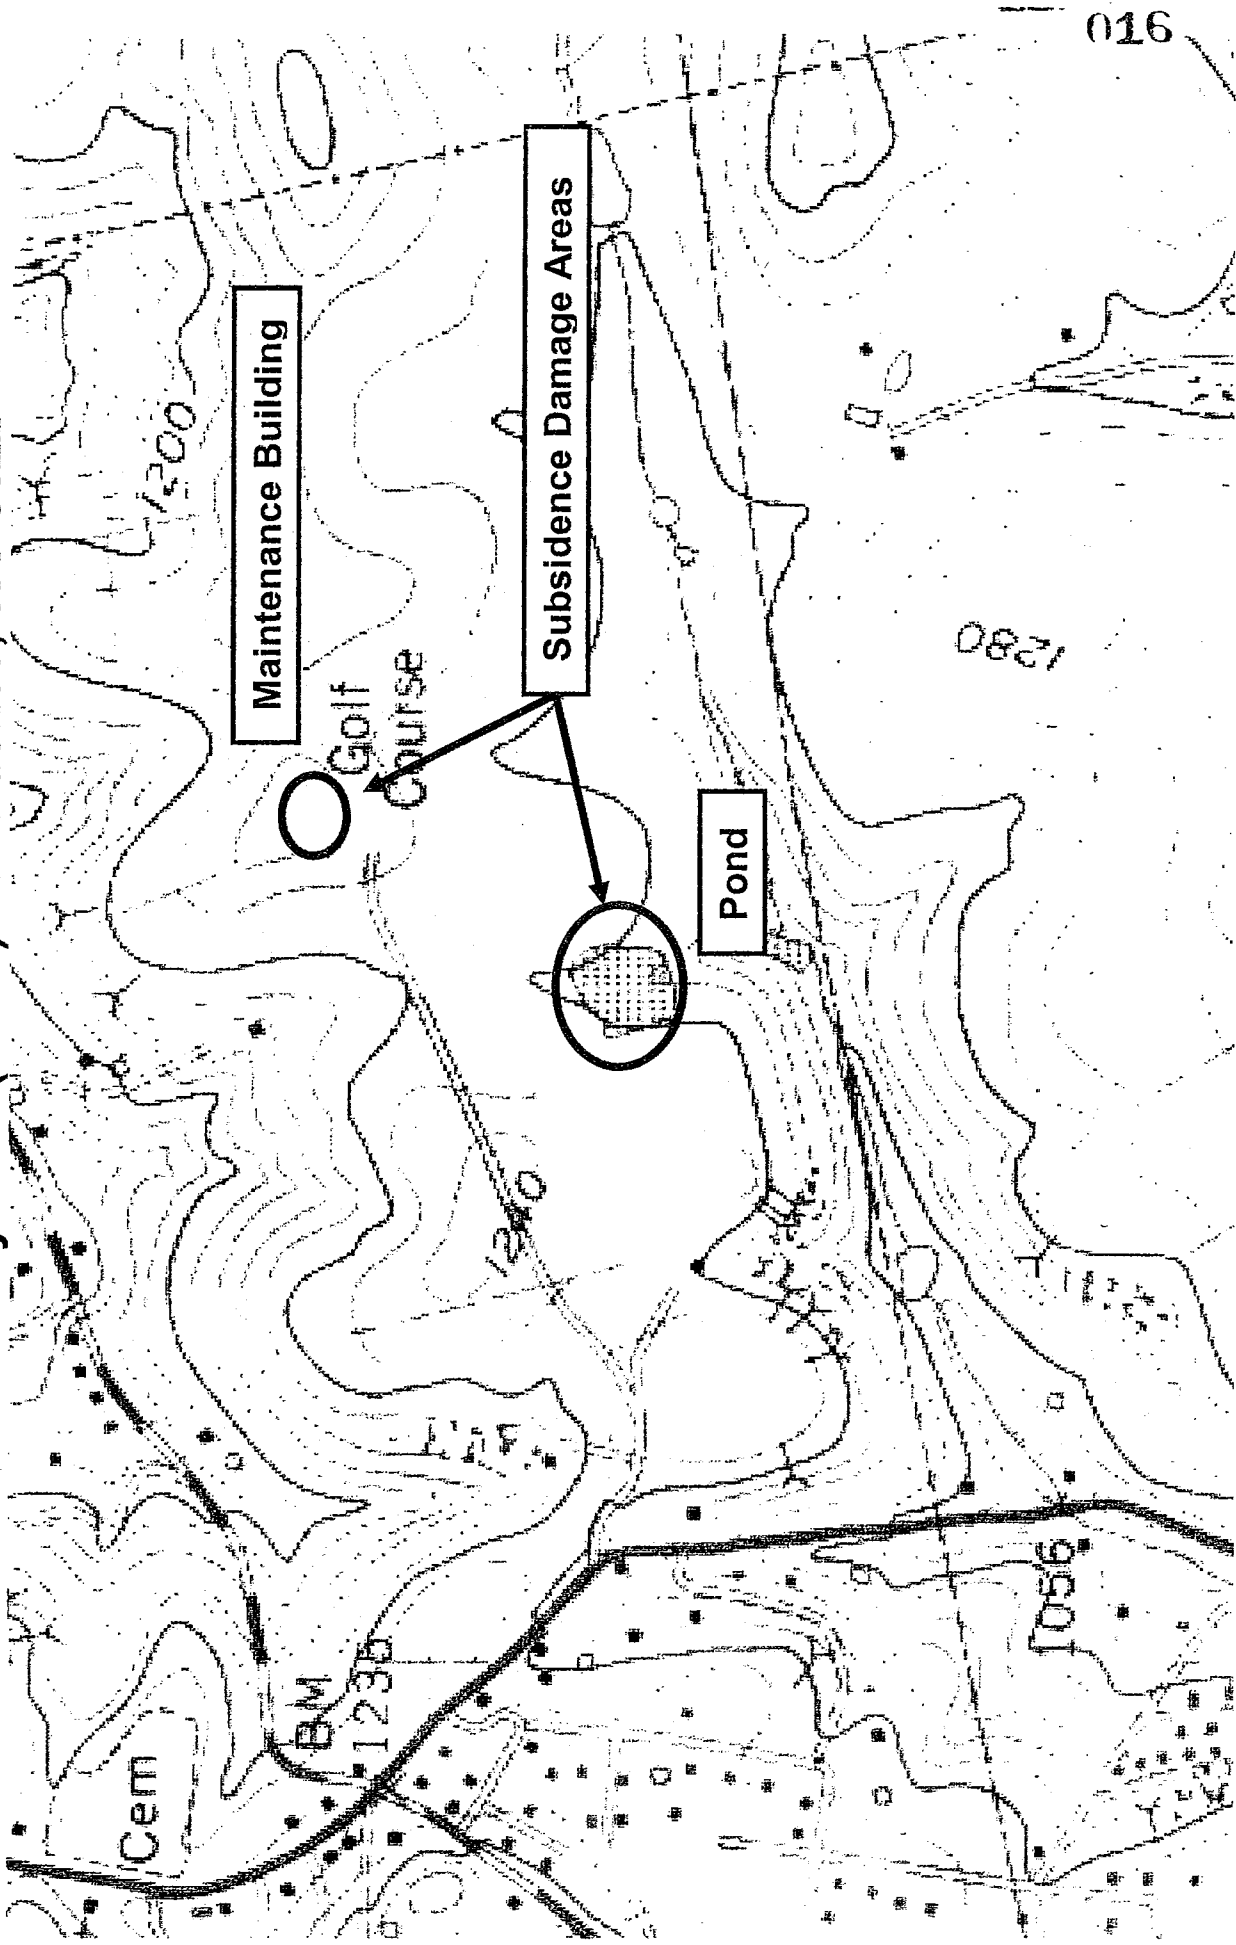 016
Maintenance Building
Subsidence Damage Areas
1200
Golf
Course
1280
Pond
1240
BM
1235
Cem
1056